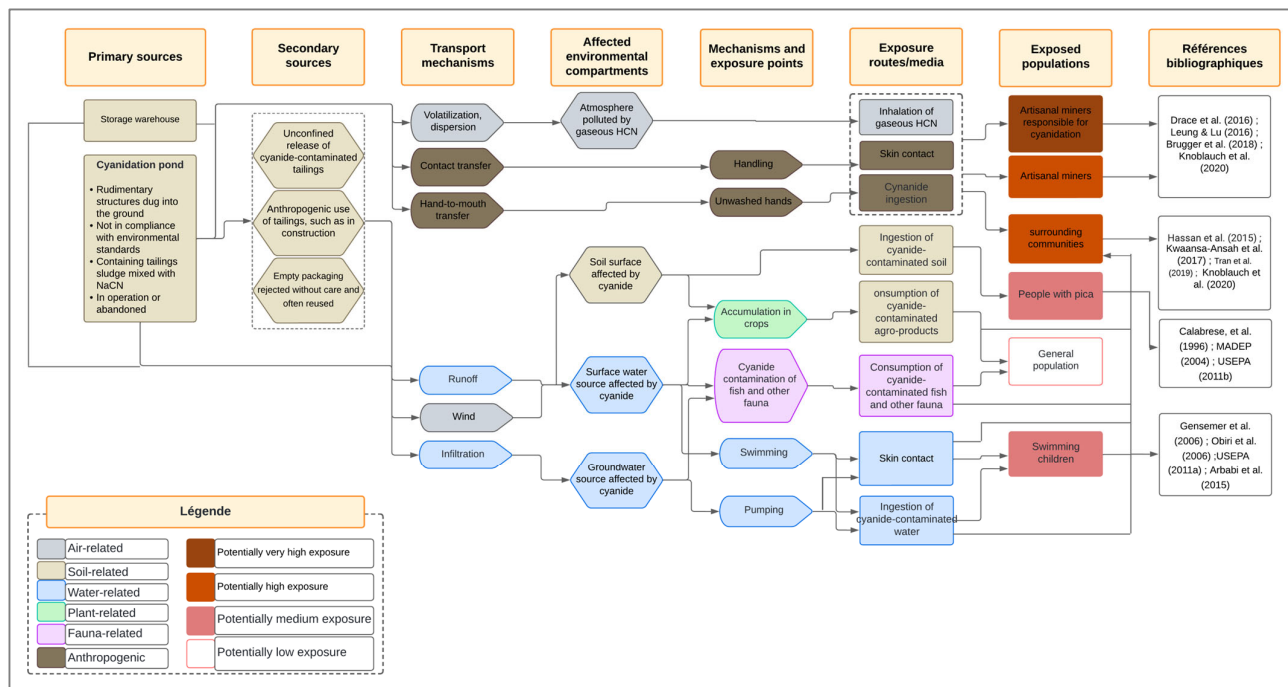 Primary sources
Secondary
sources
Transport
mechanisms
Affected
environmental
compartments
Mechanisms and
exposure points
Exposure
routes/media
Exposed
populations
Références
bibliographiques
Storage warehouse
Cyanidation pond
• Rudimentary
structures dug into
the ground
• Not in compliance with
environmental
standards
• Containing tailings
sludge mixed with
NaCN
• In operation or
abandoned
Unconfined
release of
cyanide-contaminated
tailings
Anthropogenic use
of tailings, such as in
construction
Empty packaging
rejected without care and
often reused
Volatilization,
dispersion
Contact transfer
Hand-to-mouth
transfer
Runoff
Wind
Infiltration
Atmosphere
polluted by
gaseous HCN
Soil surface
affected by
cyanide
Surface water
source affected by
cyanide
Groundwater
source affected by
cyanide
Handling
Unwashed hands
Accumulation in
crops
Cyanide
contamination of
fish and other
fauna
Swimming
Pumping
Inhalation of
gaseous HCN
Skin contact
Cynanide
ingestion
Ingestion of
cyanide-
contaminated soil
onsumption of
cyanide-
contaminated
agro-products
Consumption of
cyanide-
contaminated fish
and other fauna
Skin contact
Ingestion of
cyanide-contaminated
water
Artisanal miners
responsible for
cyanidation
Artisanal miners
surrounding
communities
People with pica
General
population
Swimming
children
Drace et al. (2016) ;
Leung & Lu (2016) ;
Brugger et al. (2018) ;
Knoblauch et al.
(2020)
Hassan et al. (2015) ;
Kwaansa-Ansah et al.
(2017) ; Tran et al.
(2019) ; Knoblauch
et al. (2020)
Calabrese, et al.
(1996) ; MADEP
(2004) ; USEPA
(2011b)
Gensemer et al.
(2006) ; Obiri et al.
(2006) ;USEPA
(2011a) ; Arbabi et al.
(2015)
Légende
Air-related
Soil-related
Water-related
Plant-related
Fauna-related
Anthropogenic
Potentially very high exposure
Potentially high exposure
Potentially medium exposure
Potentially low exposure